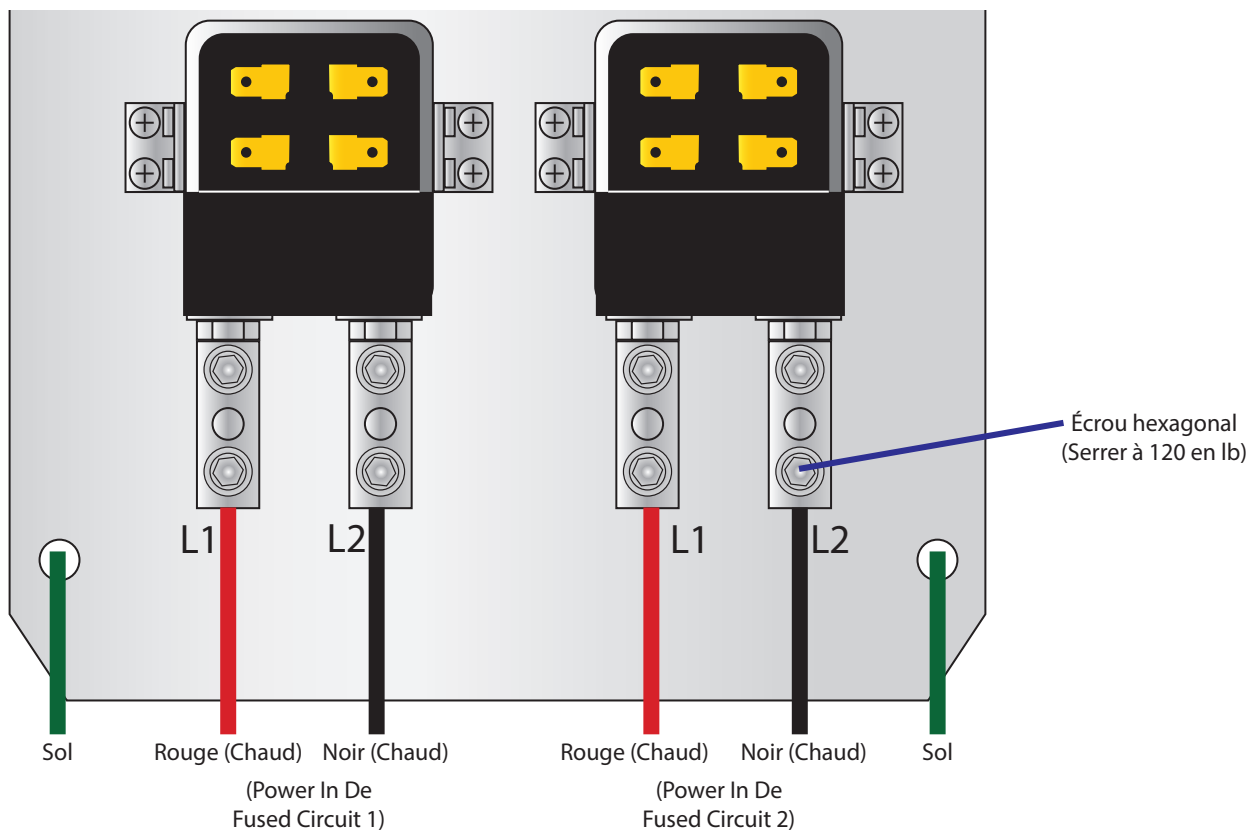 Écrou hexagonal
(Serrer à 120 en lb)
L1
L2
L1
L2
Sol
Rouge (Chaud)
Noir (Chaud)
Rouge (Chaud)
Noir (Chaud)
Sol
(Power In De
Fused Circuit 1)
(Power In De
Fused Circuit 2)